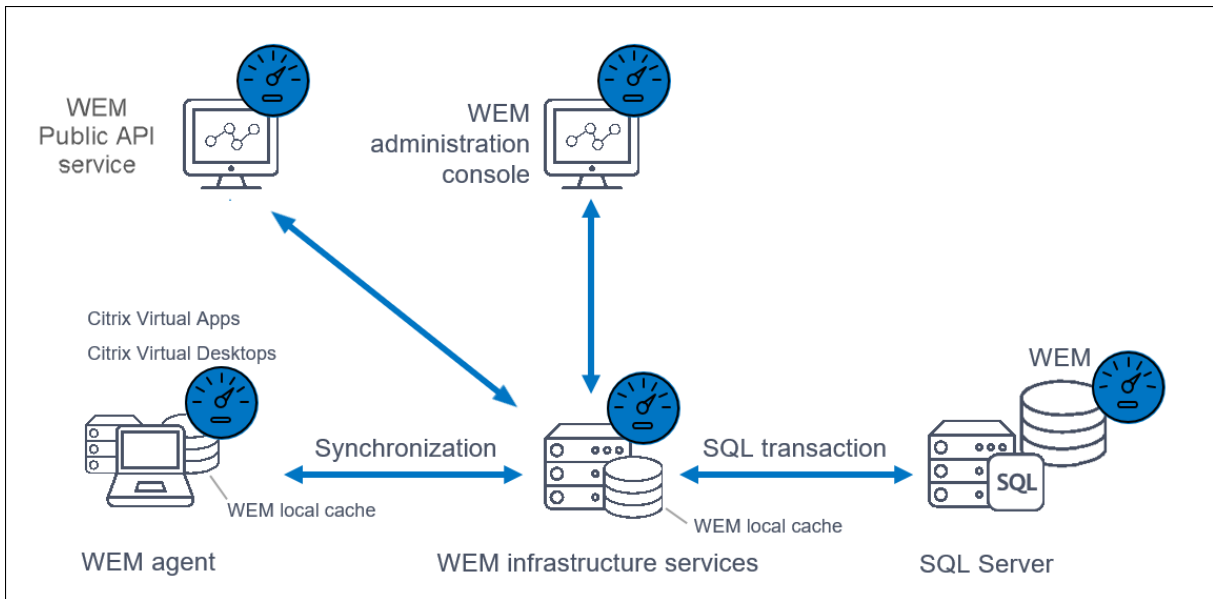 WEM
Public API
service
WEM
administration
console
Citrix Virtual Apps
Citrix Virtual Desktops
WEM
Synchronization
SQL transaction
SQL
WEM local cache
WEM local cache
WEM agent
WEM infrastructure services
SQL Server